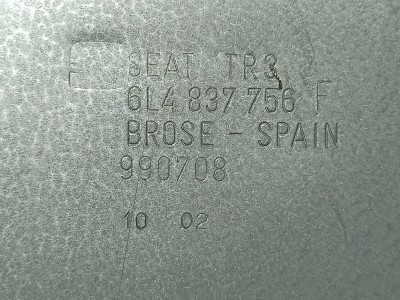 SEAT TR3
6L4 837 756 F
BROSE - SPAIN
990708
10 02